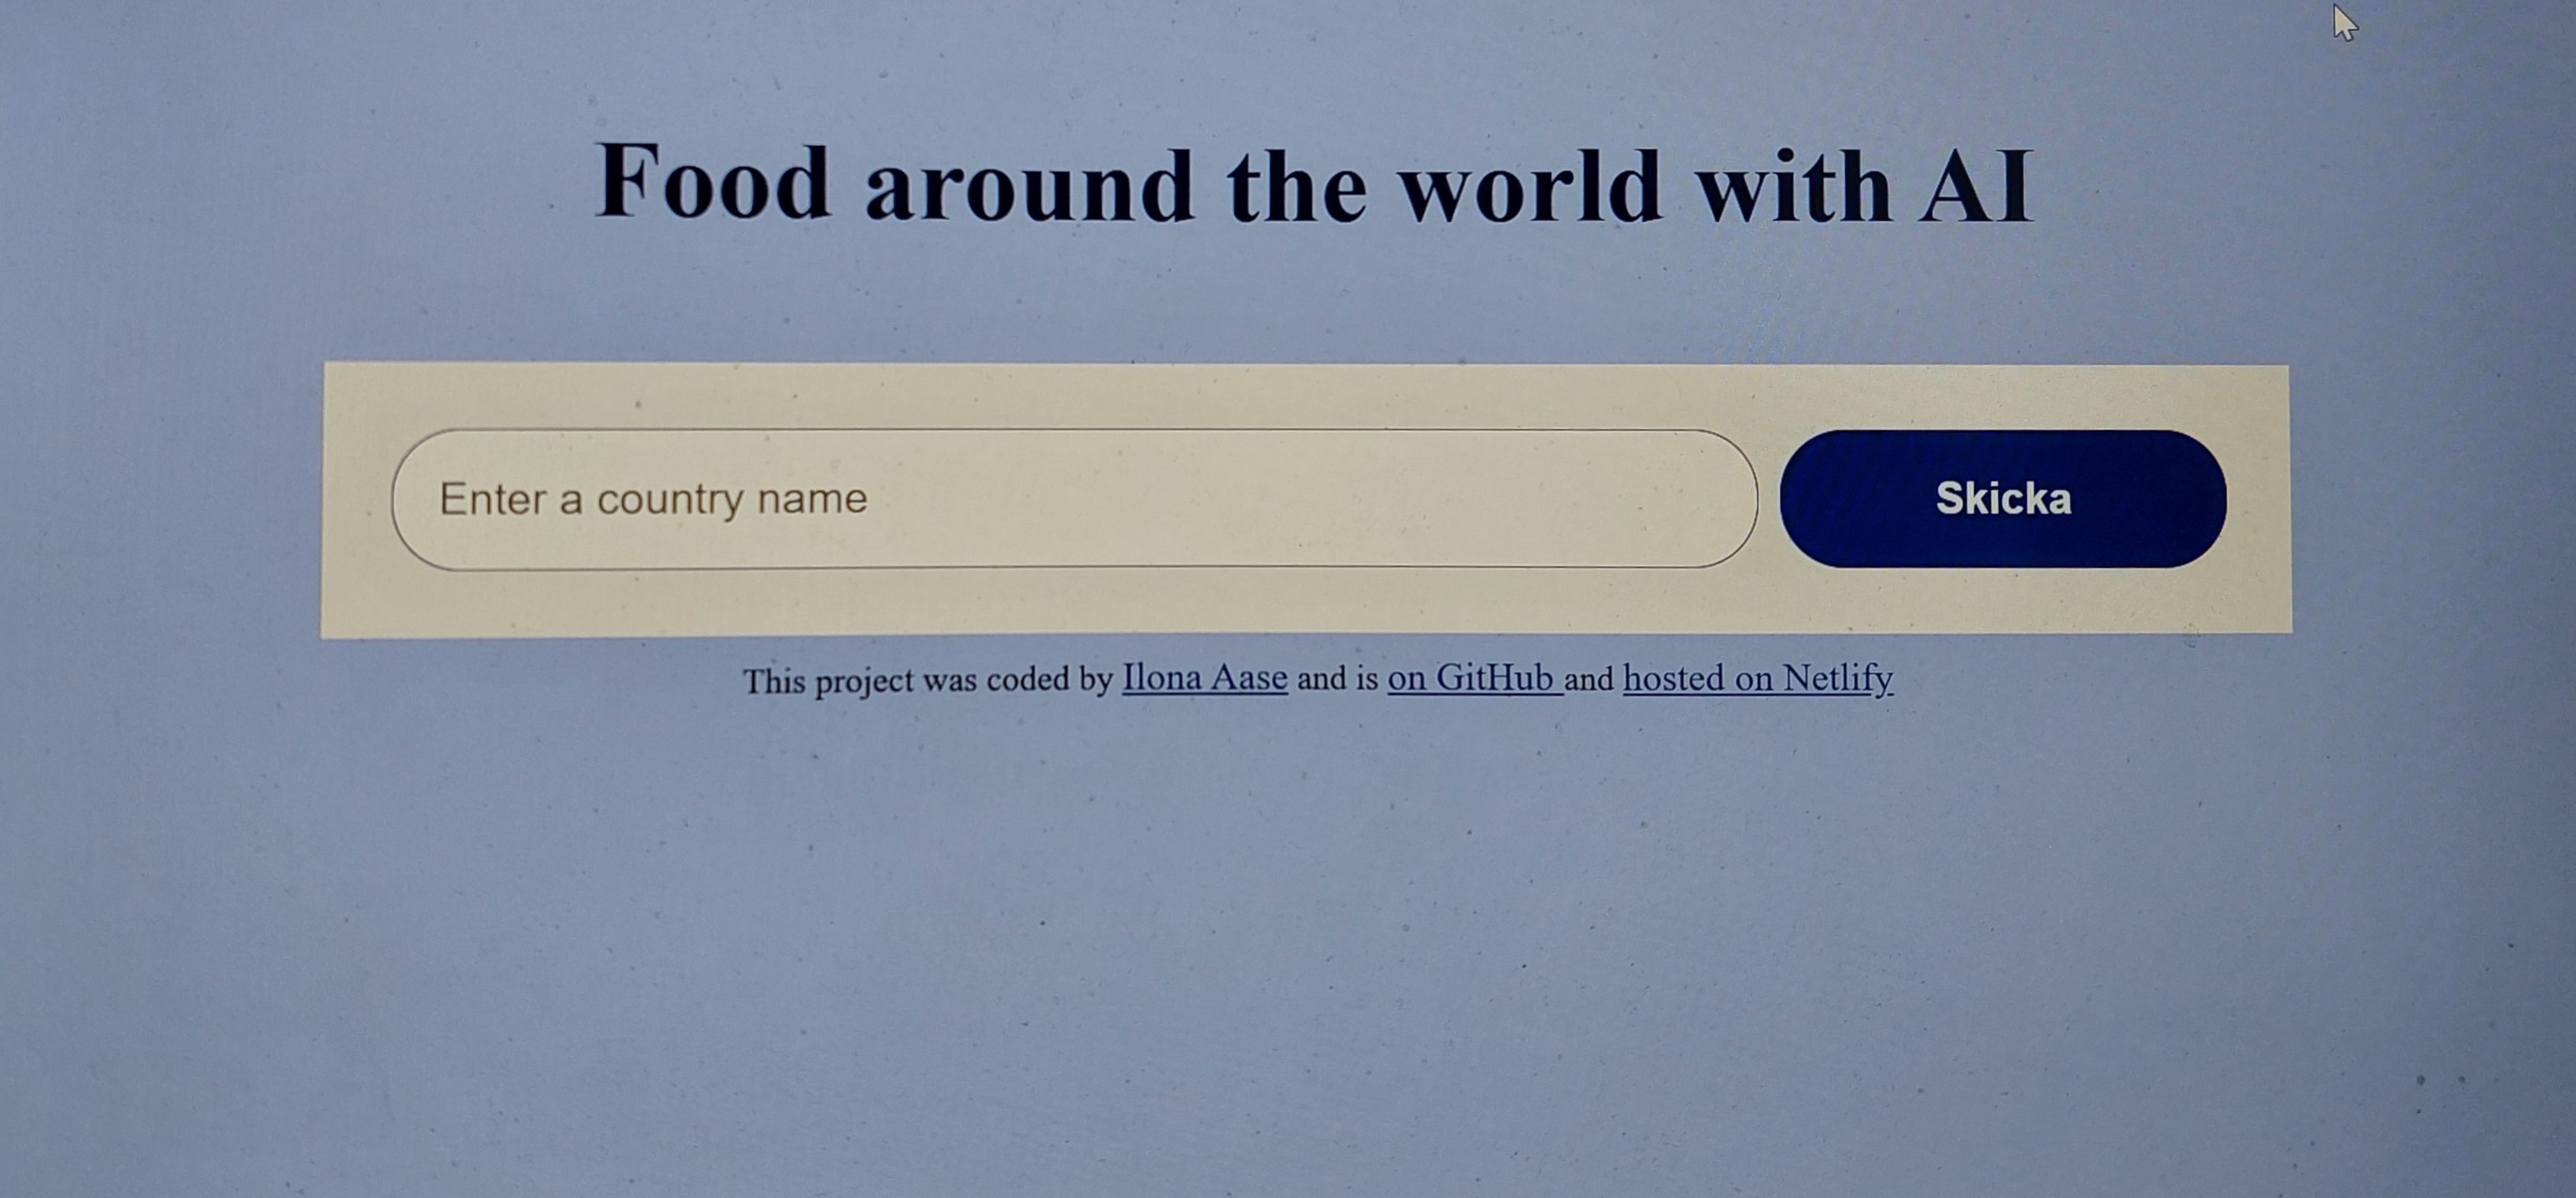 Food around the world with AI
Enter a country name
Skicka
This project was coded by Ilona Aase and is on GitHub and hosted on Netlify